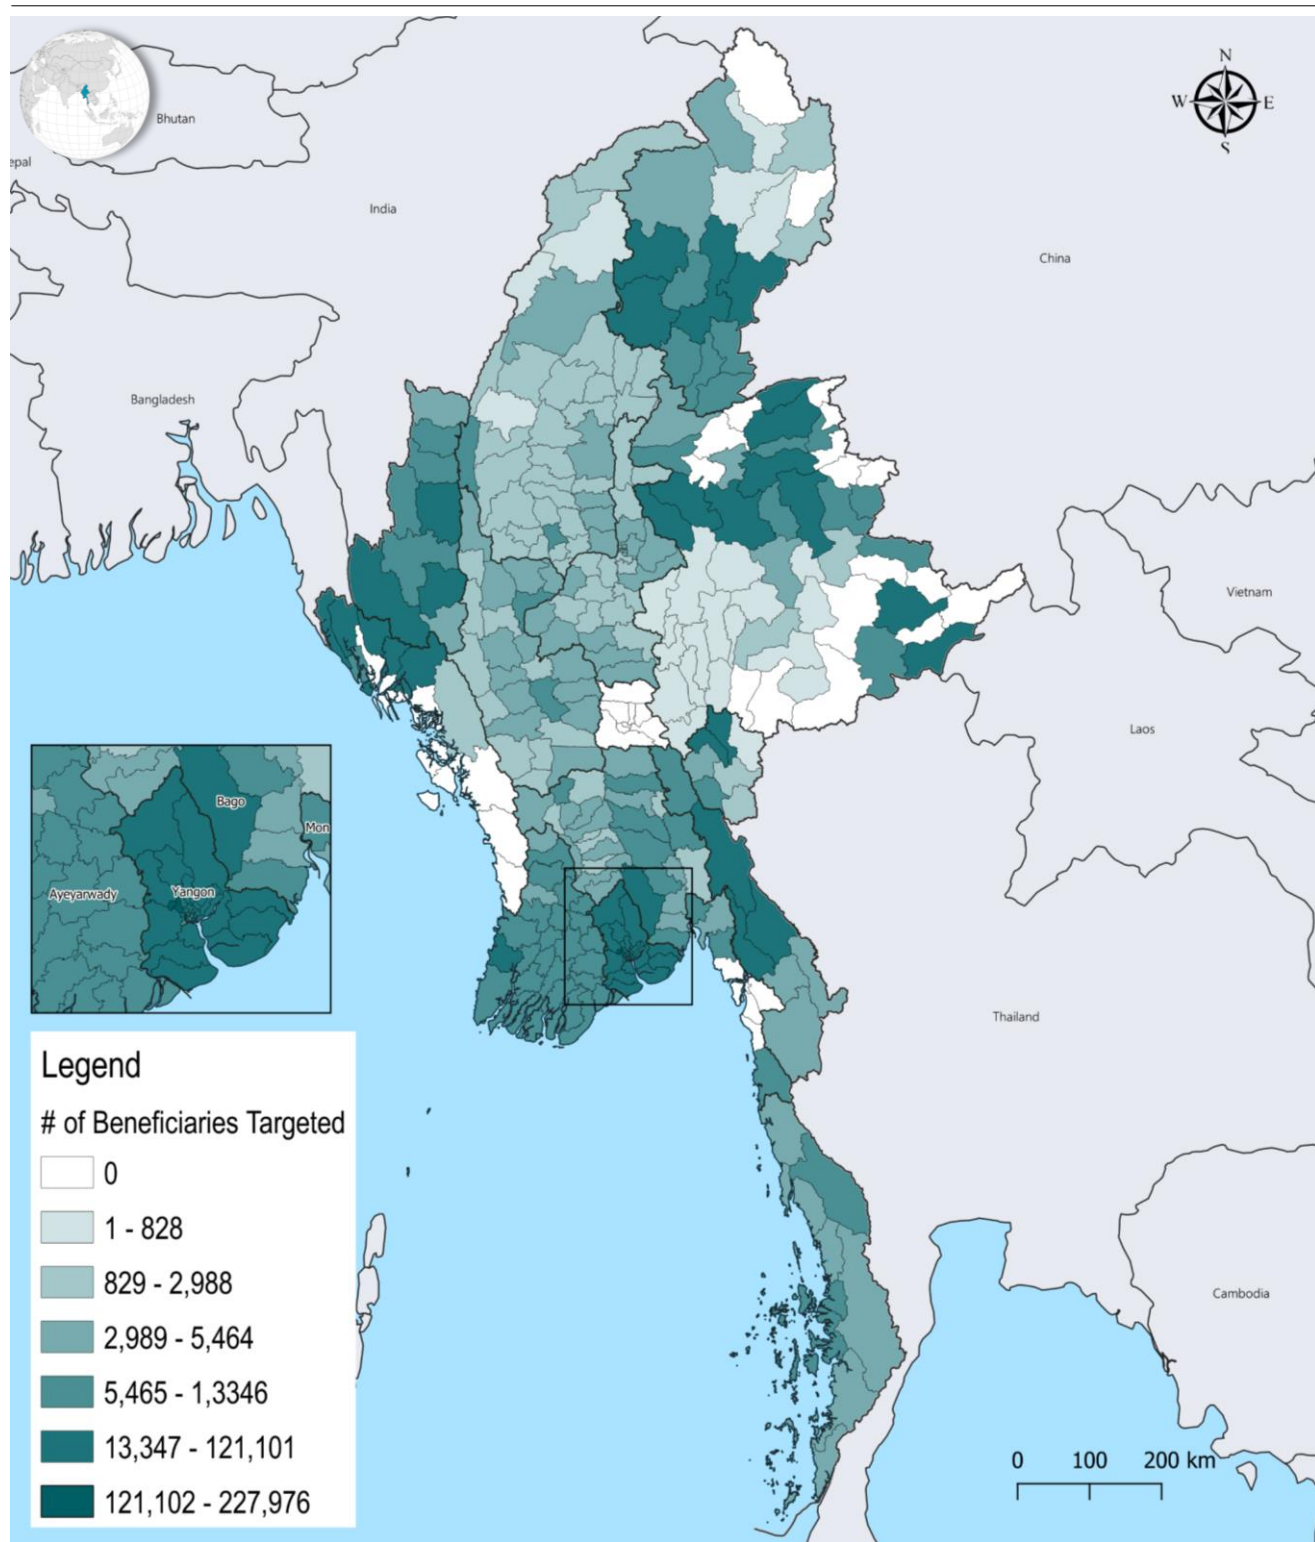 N
W E
S
Bhutan
epal
India
China
Bangladesh
Vietnam
Laos
Bago
Mon
Ayeyarwady
Yangon
Thailand
Legend
# of Beneficiaries Targeted
0
1 - 828
829 - 2,988
2,989 - 5,464
5,465 - 1,3346
13,347 - 121,101
121,102 - 227,976
Cambodia
0 100 200 km